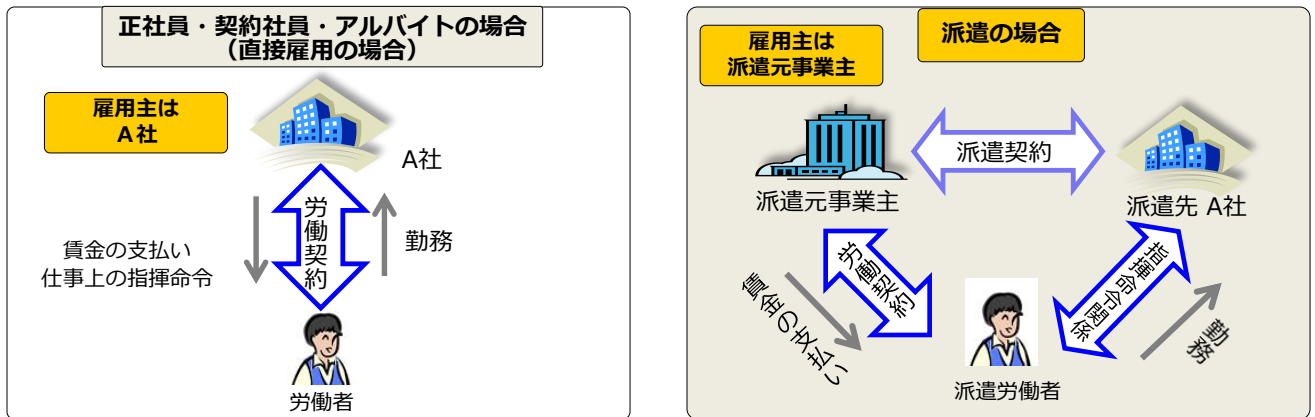 正社員・契約社員・アルバイトの場合
（直接雇用の場合）
雇用主は
A社
A社
労働契約
賃金の支払い
仕事上の指揮命令
勤務
労働者
派遣の場合
雇用主は
派遣元事業主
派遣契約
派遣元事業主
派遣先 A社
労働契約
賃金の支払い
指揮命令関係
勤務
派遣労働者